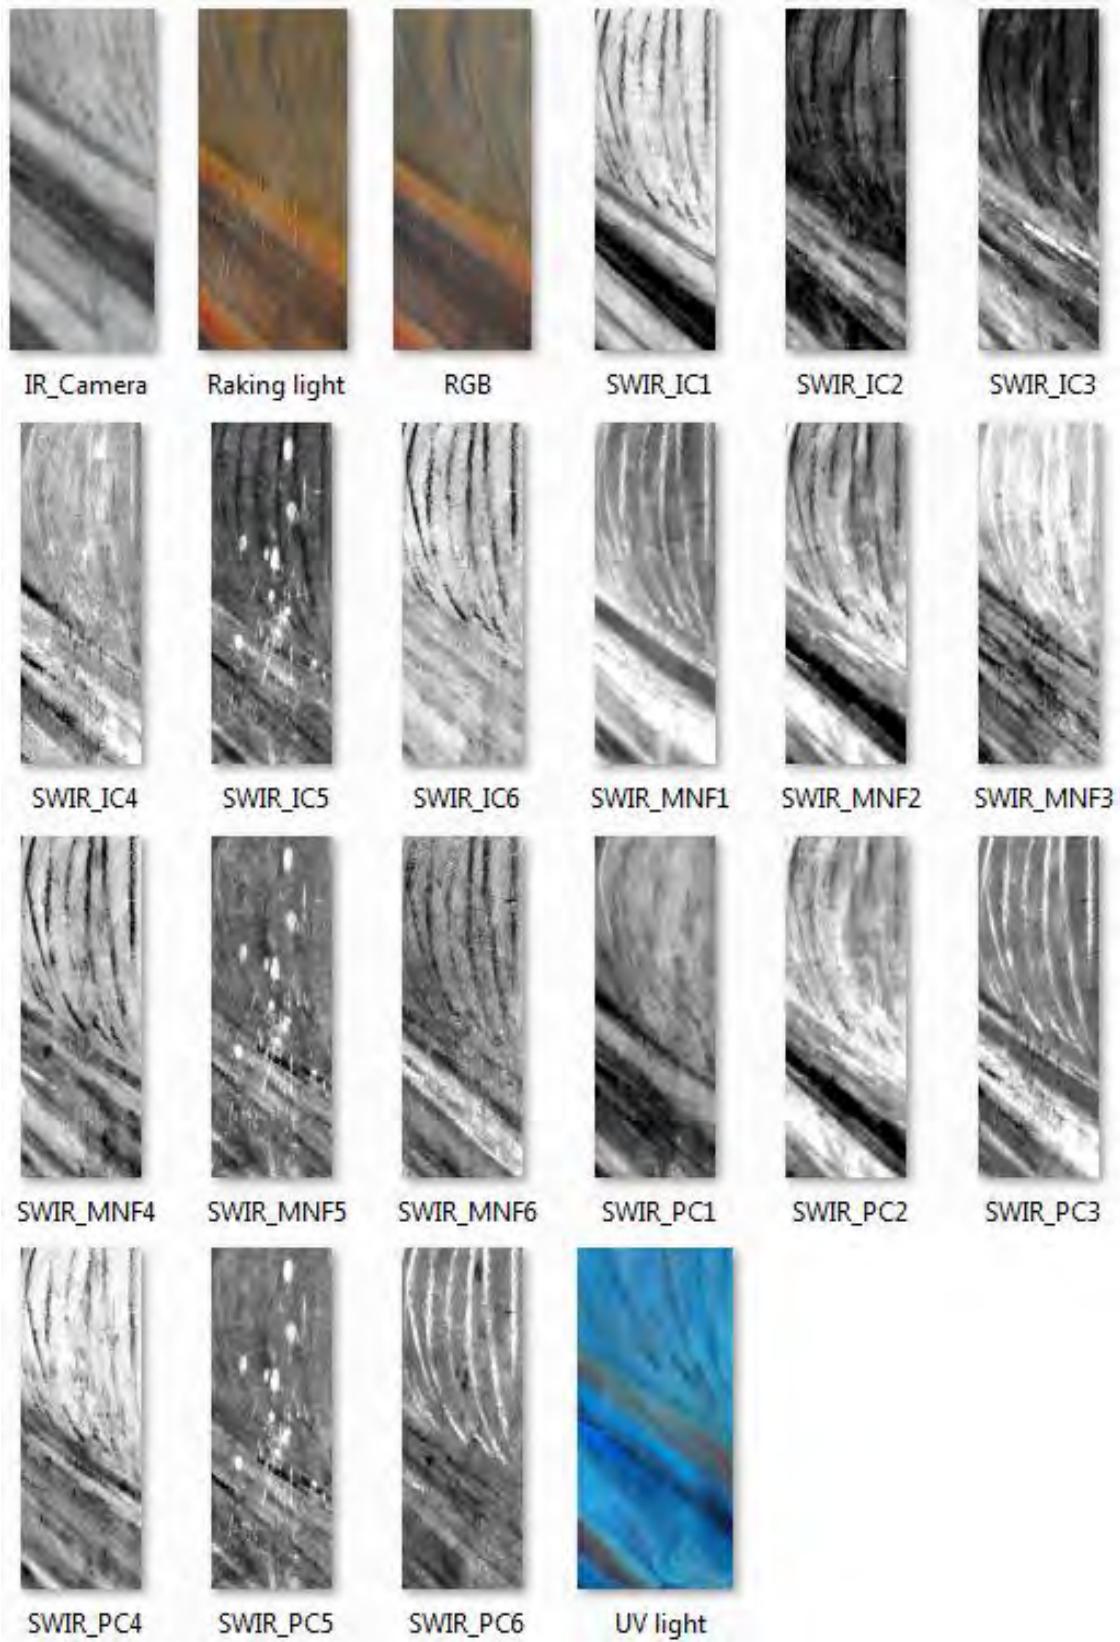 IR_Camera Raking light RGB SWIR_IC1 SWIR_IC2 SWIR_IC3
SWIR_IC4 SWIR_IC5 SWIR_IC6 SWIR_MNF1 SWIR_MNF2 SWIR_MNF3
SWIR_MNF4 SWIR_MNF5 SWIR_MNF6 SWIR_PC1 SWIR_PC2 SWIR_PC3
SWIR_PC4 SWIR_PC5 SWIR_PC6 UV light